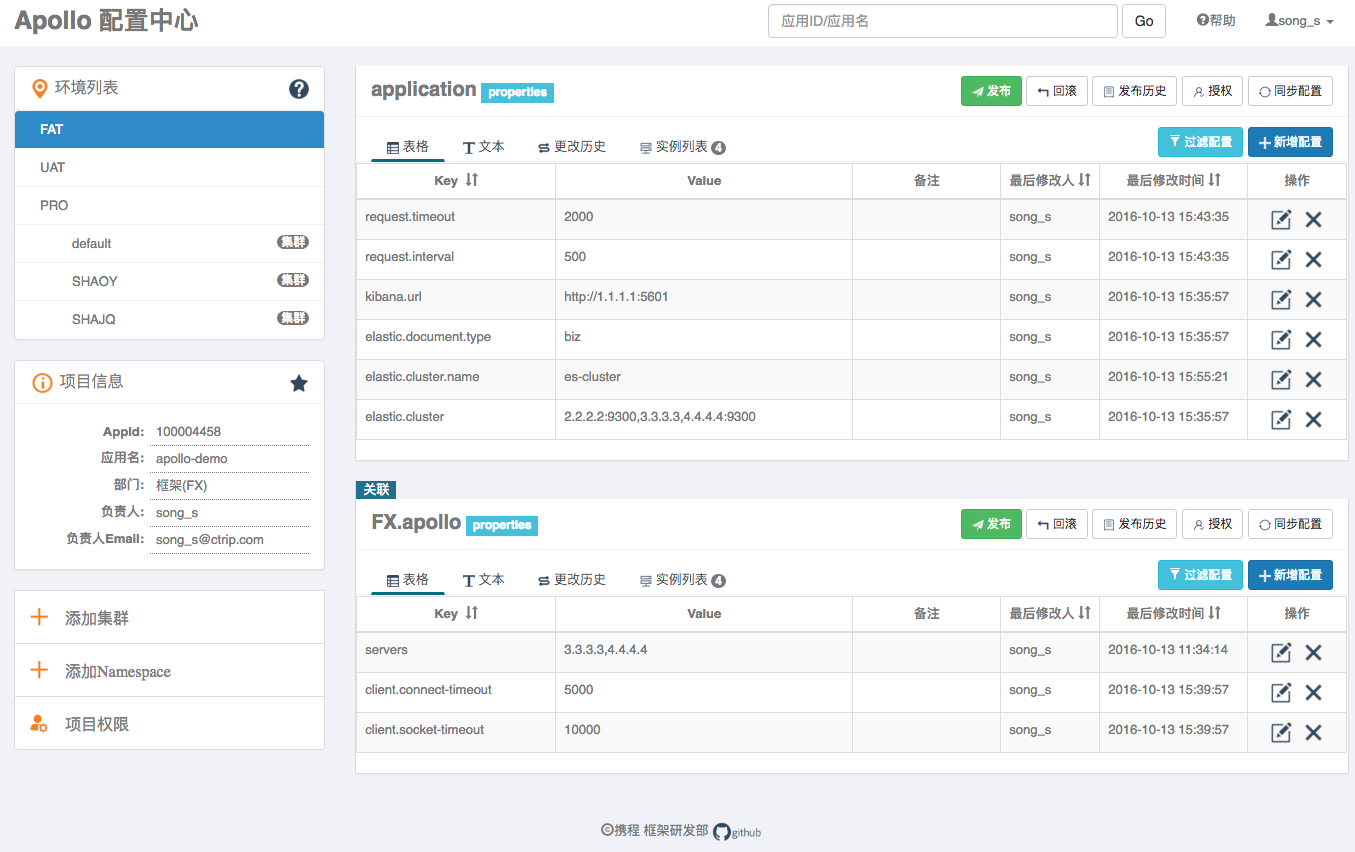 Apollo 配置中心
应用ID/应用名 Go 帮助 song_s
环境列表
FAT
UAT
PRO
default 集群
SHAOY 集群
SHAJQ 集群
项目信息
AppId: 100004458
应用名: apollo-demo
部门: 框架(FX)
负责人: song_s
负责人Email: song_s@ctrip.com
添加集群
添加Namespace
项目权限
application properties 发布 回滚 发布历史 授权 同步配置
表格 文本 更改历史 实例列表 4 过滤配置 新增配置
Key Value 备注 最后修改人 最后修改时间 操作
request.timeout 2000 song_s 2016-10-13 15:43:35
request.interval 500 song_s 2016-10-13 15:43:35
kibana.url http://1.1.1.1:5601 song_s 2016-10-13 15:35:57
elastic.document.type biz song_s 2016-10-13 15:35:57
elastic.cluster.name es-cluster song_s 2016-10-13 15:55:21
elastic.cluster 2.2.2.2:9300,3.3.3.3,4.4.4.4:9300 song_s 2016-10-13 15:35:57
关联
FX.apollo properties 发布 回滚 发布历史 授权 同步配置
表格 文本 更改历史 实例列表 4 过滤配置 新增配置
Key Value 备注 最后修改人 最后修改时间 操作
servers 3.3.3.3,4.4.4.4 song_s 2016-10-13 11:34:14
client.connect-timeout 5000 song_s 2016-10-13 15:39:57
client.socket-timeout 10000 song_s 2016-10-13 15:39:57
©携程 框架研发部 github